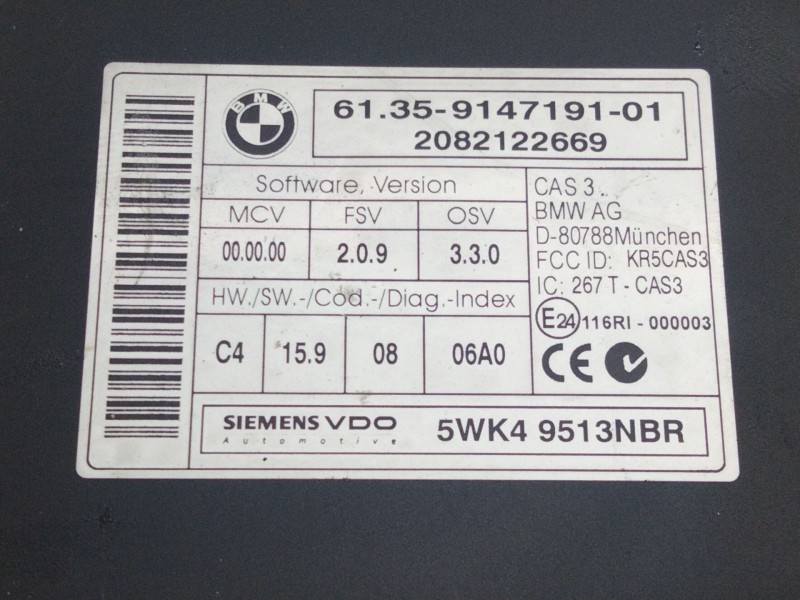 BMW
61.35-9147191-01
2082122669
Software, Version
MCV FSV OSV
00.00.00 2.0.9 3.3.0
HW./SW.-/Cod.-/Diag.-Index
C4 15.9 08 06A0
CAS 3..
BMW AG
D-80788München
FCC ID: KR5CAS3
IC: 267 T - CAS3
E24 116RI - 000003
CE
SIEMENS VDO
Automotive
5WK4 9513NBR